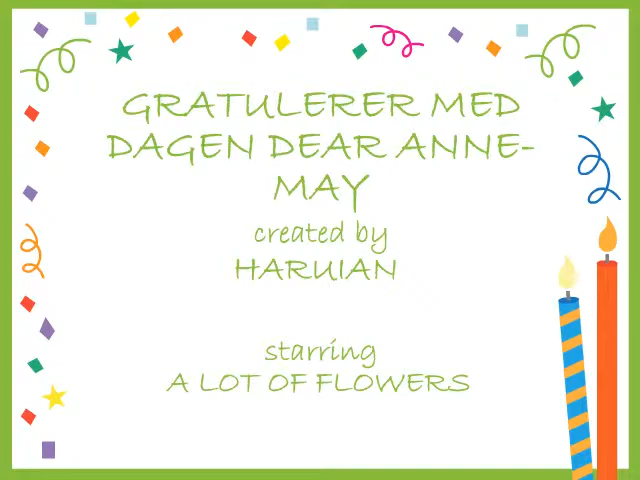 GRATULERER MED
DAGEN DEAR ANNE-
MAY
created by
HARUIAN
starring
A LOT OF FLOWERS